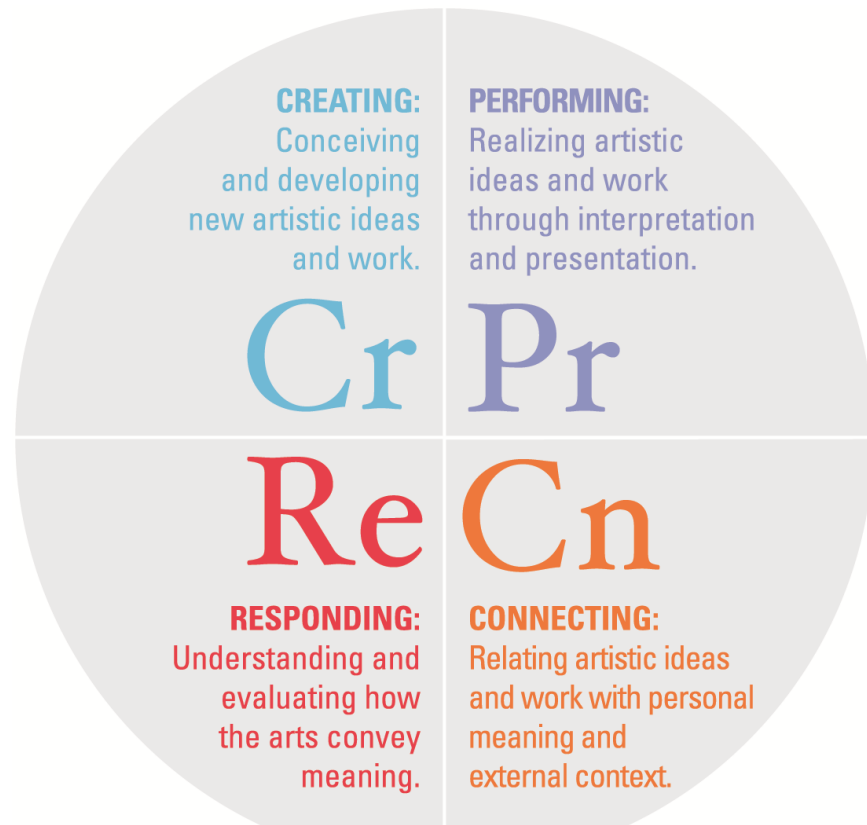 CREATING:
Conceiving
and developing
new artistic ideas
and work.
Cr
PERFORMING:
Realizing artistic
ideas and work
through interpretation
and presentation.
Pr
Re
RESPONDING:
Understanding and
evaluating how
the arts convey
meaning.
Cn
CONNECTING:
Relating artistic ideas
and work with personal
meaning and
external context.